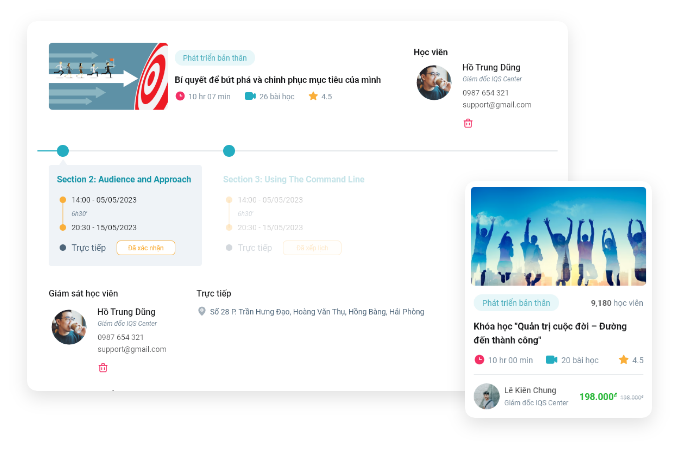 Phát triển bản thân
Bí quyết để bứt phá và chinh phục mục tiêu của mình
10 hr 07 min
26 bài học
4.5
Học viên
Hồ Trung Dũng
Giám đốc IQS Center
0987 654 321
support@gmail.com
Section 2: Audience and Approach
14:00 - 05/05/2023
6h30'
20:30 - 15/05/2023
Trực tiếp
Đã xác nhận
Section 3: Using The Command Line
14:00 - 05/05/2023
6h30'
20:30 - 15/05/2023
Trực tiếp
Giám sát học viên
Hồ Trung Dũng
Giám đốc IQS Center
0987 654 321
support@gmail.com
Trực tiếp
Số 28 P. Trần Hưng Đạo, Hoàng Văn Thụ, Hồng Bàng, Hải Phòng
Phát triển bản thân
9,180 học viên
Khóa học "Quản trị cuộc đời – Đường
đến thành công"
10 hr 00 min
20 bài học
4.5
Lê Kiên Chung
Giám đốc IQS Center
198.000đ
198.000đ